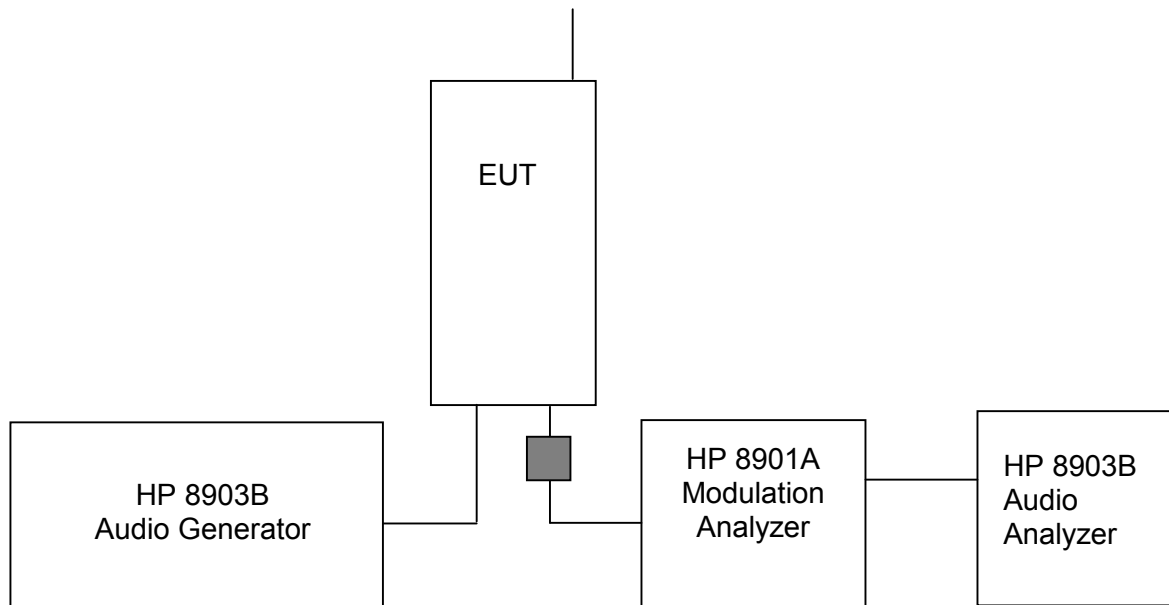 EUT
HP 8903B
Audio Generator
HP 8901A
Modulation
Analyzer
HP 8903B
Audio
Analyzer